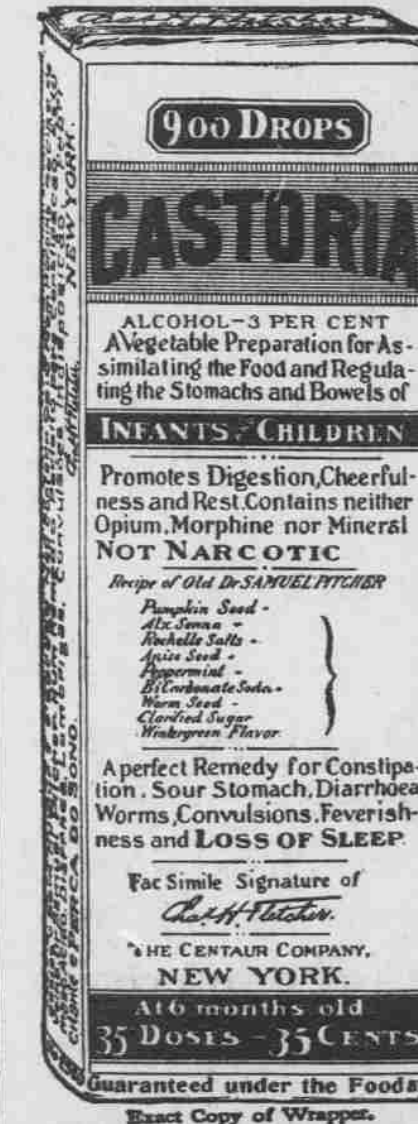 900 DROPS
CASTORIA
ALCOHOL-3 PER CENT
A Vegetable Preparation for As-
similating the Food and Regula-
ting the Stomachs and Bowels of
INFANTS CHILDREN
Promotes Digestion,Cheerful-
ness and Rest.Contains neither
Opium,Morphine nor Mineral
NOT NARCOTIC
Recipe of Old Dr SAMUEL PITCHER
Pumpkin Seed -
Alx Senna -
Rochelle Salts -
Anise Seed -
Peppermint -
Bi Carbonate Soda -
Worm Seed -
Clarified Sugar
Wintergreen Flavor
A perfect Remedy for Constipa-
tion, Sour Stomach, Diarrhoea
Worms,Convulsions,Feverish-
ness and LOSS OF SLEEP
Fac Simile Signature of
Chas. H. Fletcher.
THE CENTAUR COMPANY,
NEW YORK.
At 6 months old
35 DOSES - 35 CENTS
Guaranteed under the Food
Exact Copy of Wrapper.
NEW YORK.